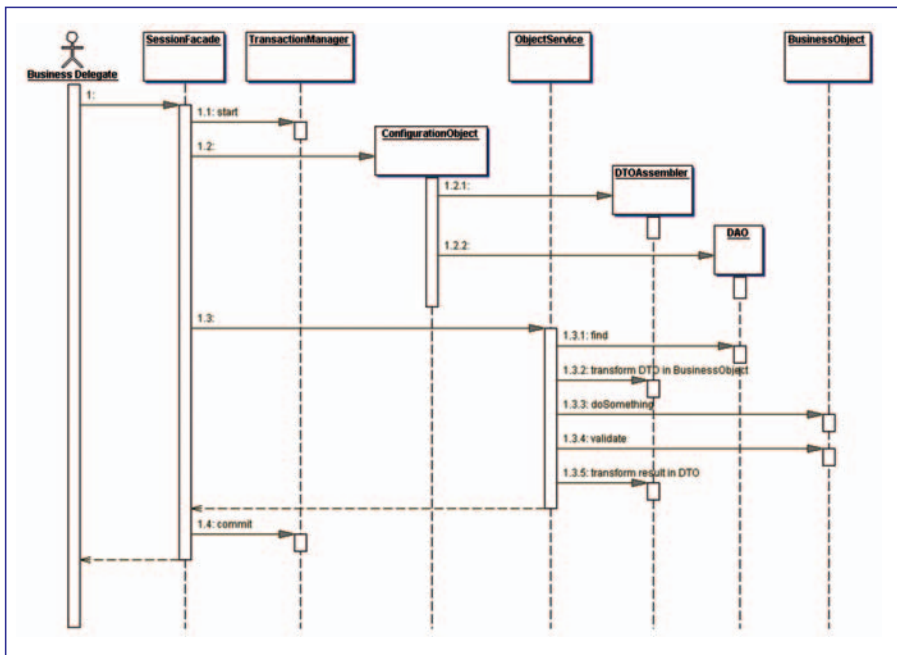 SessionFacade
TransactionManager
ObjectService
BusinessObject
Business Delegate
1:
1.1: start
ConfigurationObject
1.2:
DTOAssembler
1.2.1:
DAO
1.2.2:
1.3:
1.3.1: find
1.3.2: transform DTO in BusinessObject
1.3.3: doSomething
1.3.4: validate
1.3.5: transform result in DTO
1.4: commit